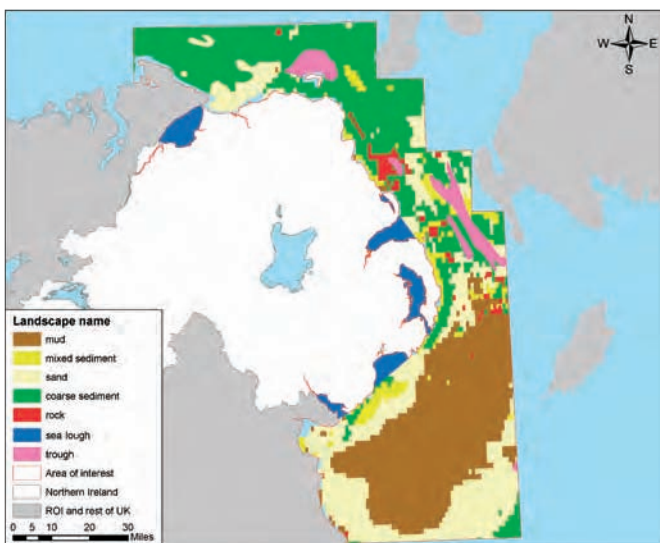 N
W E
S
Landscape name
mud
mixed sediment
sand
coarse sediment
rock
sea lough
trough
Area of interest
Northern Ireland
ROI and rest of UK
0 5 10 20 30
Miles